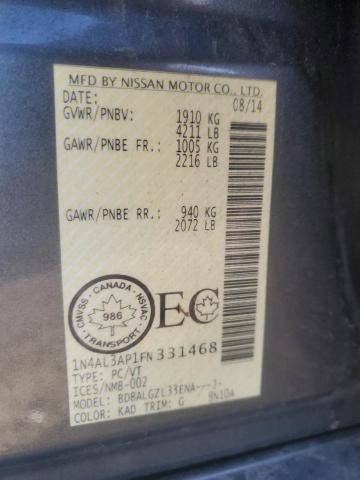 MFD BY NISSAN MOTOR CO., LTD.
DATE: 08/14
GVWR/PNBV: 1910 KG
4211 LB
GAWR/PNBE FR.: 1005 KG
2216 LB
GAWR/PNBE RR.: 940 KG
2072 LB
CANADA
CMVSS NSVAC
986
TRANSPORT
EC
1N4AL3AP1FN331468
TYPE: PC/VT
ICES/NMB-002
MODEL: BDBALGZL33ENA---J-
COLOR: KAD TRIM: G 9N10A